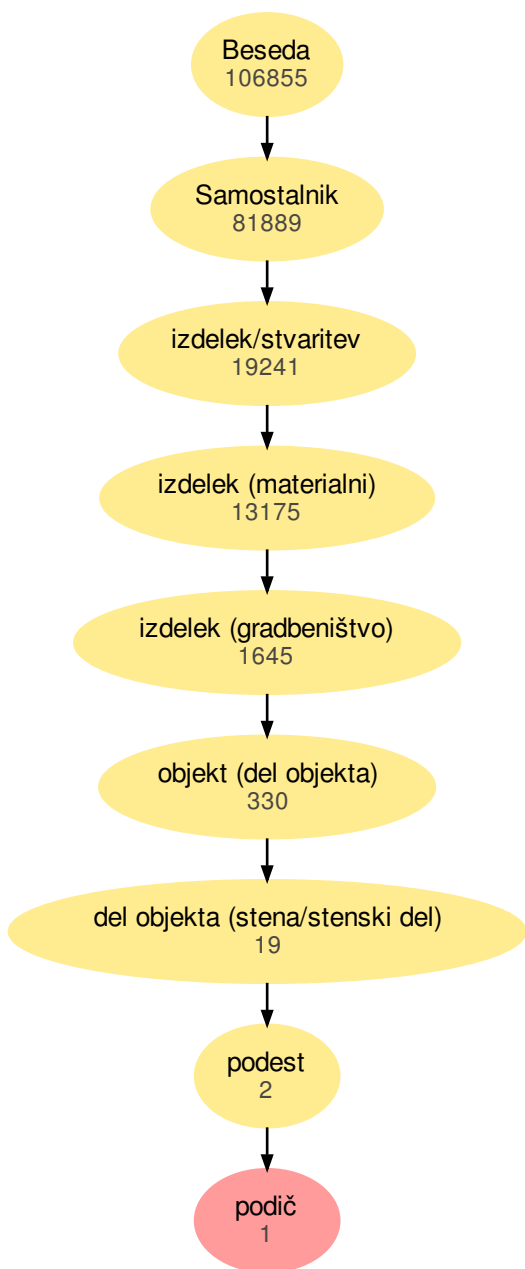 Beseda
106855
Samostalnik
81889
izdelek/stvaritev
19241
izdelek (materialni)
13175
izdelek (gradbeništvo)
1645
objekt (del objekta)
330
del objekta (stena/stenski del)
19
podest
2
podič
1